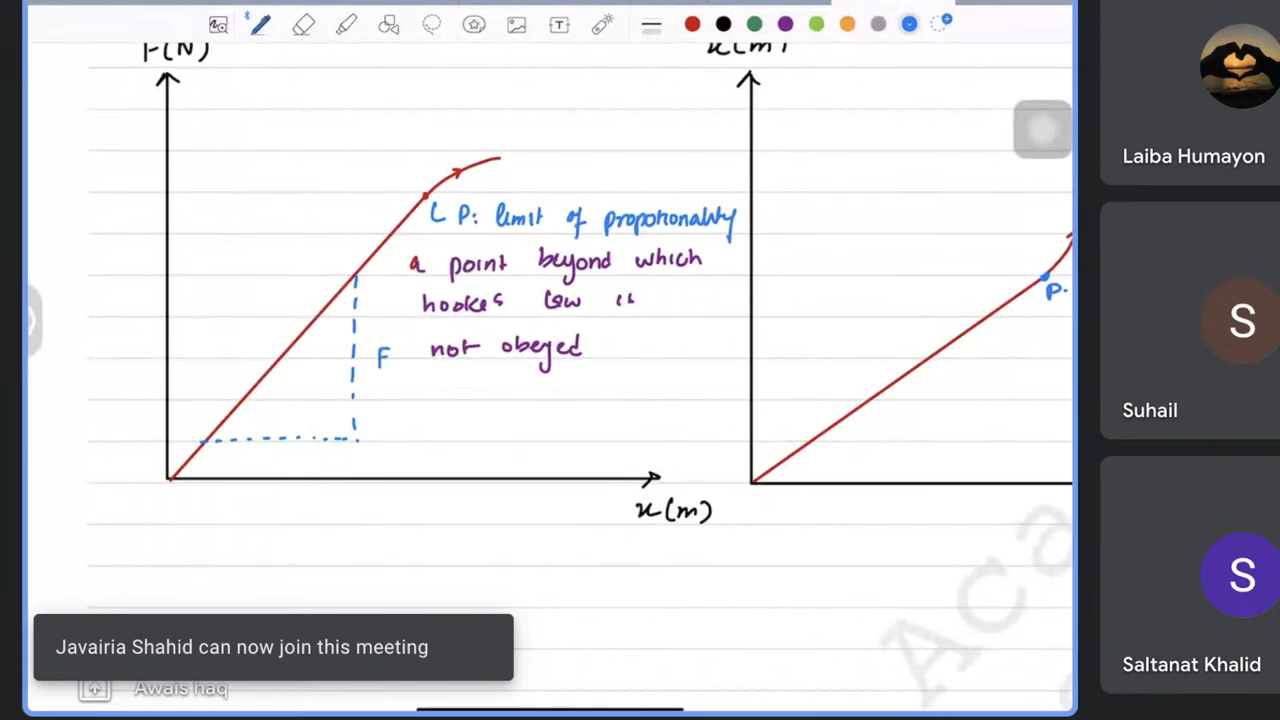 F(N)
x(m)
Laiba Humayon
L P: limit of proportionality
a point beyond which
hookes law is
not obeyed
F
P.
S
Suhail
x(m)
S
Saltanat Khalid
Aca
Javairia Shahid can now join this meeting
Awais haq